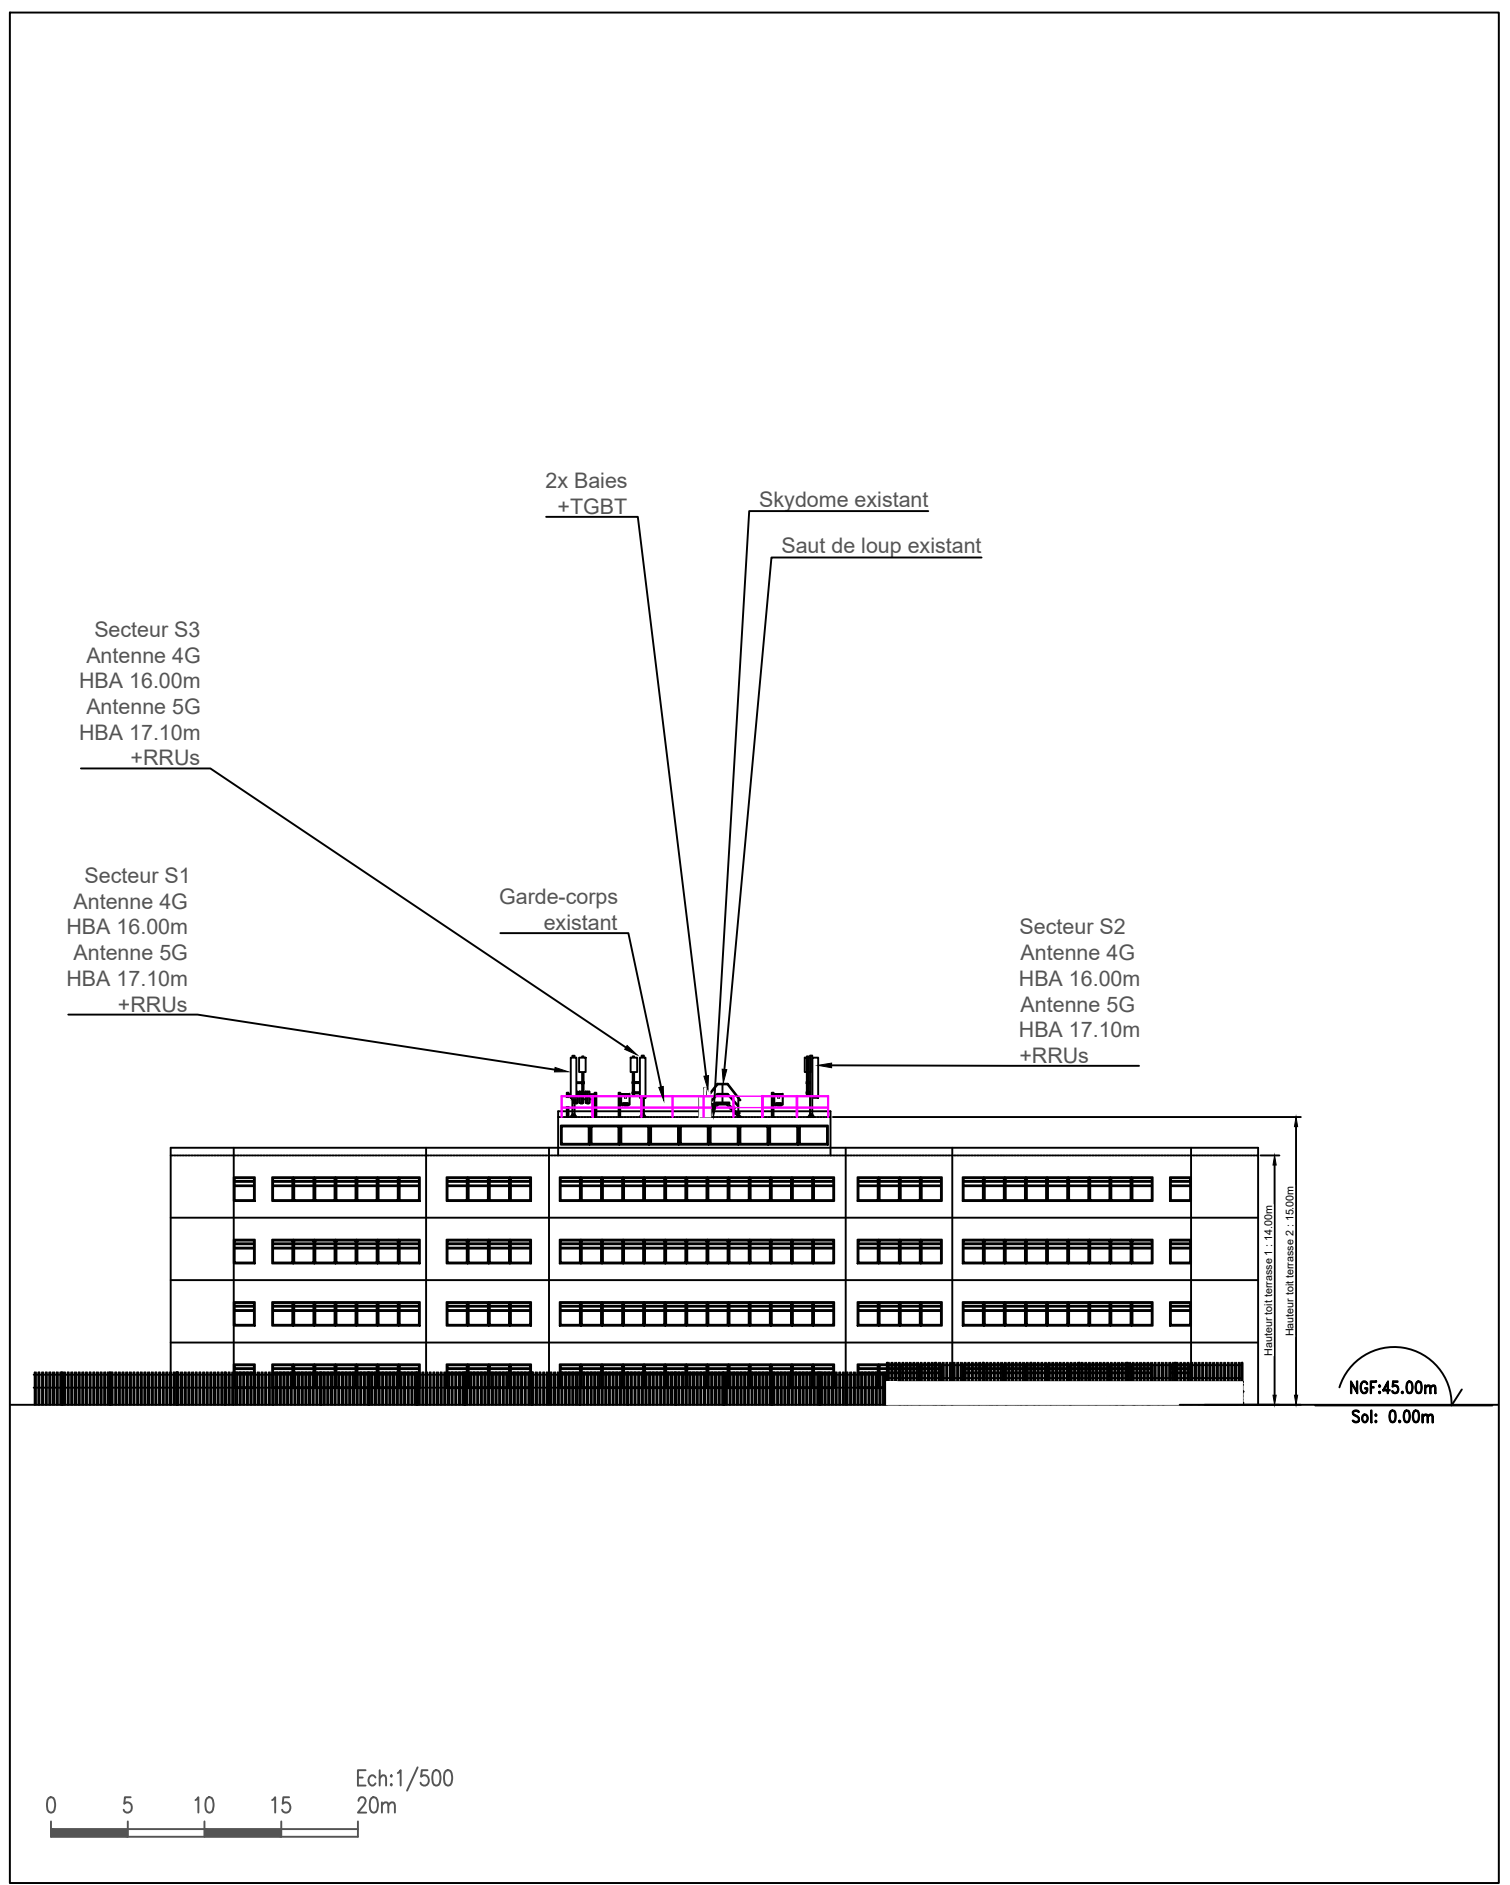 2x Baies
+TGBT
Skydome existant
Saut de loup existant
Secteur S3
Antenne 4G
HBA 16.00m
Antenne 5G
HBA 17.10m
+RRUs
Secteur S1
Antenne 4G
HBA 16.00m
Antenne 5G
HBA 17.10m
+RRUs
Garde-corps
existant
Secteur S2
Antenne 4G
HBA 16.00m
Antenne 5G
HBA 17.10m
+RRUs
Hauteur toit terrasse 1 : 14.00m
Hauteur toit terrasse 2 : 15.00m
NGF:45.00m
Sol: 0.00m
Ech:1/500
0 5 10 15 20m